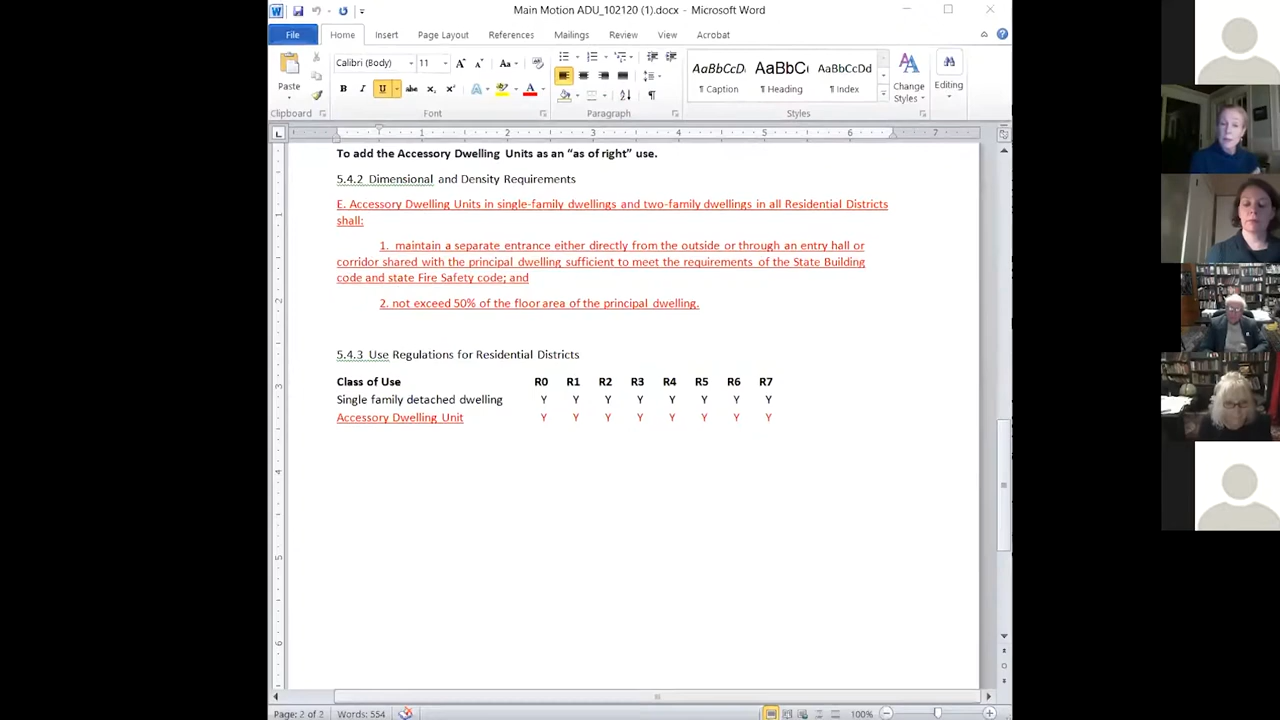 Main Motion ADU_102120 (1).docx - Microsoft Word
File Home Insert Page Layout References Mailings Review View Acrobat
Calibri (Body) 11
Paste
Clipboard
Font
Paragraph
AaBbCcDc AaBbCc AaBbCcDd
¶ Caption ¶ Heading ¶ Index
Styles
Change Styles
Editing
To add the Accessory Dwelling Units as an “as of right” use.
5.4.2 Dimensional and Density Requirements
E. Accessory Dwelling Units in single-family dwellings and two-family dwellings in all Residential Districts
shall:
1. maintain a separate entrance either directly from the outside or through an entry hall or
corridor shared with the principal dwelling sufficient to meet the requirements of the State Building
code and state Fire Safety code; and
2. not exceed 50% of the floor area of the principal dwelling.
5.4.3 Use Regulations for Residential Districts
Class of Use R0 R1 R2 R3 R4 R5 R6 R7
Single family detached dwelling Y Y Y Y Y Y Y Y
Accessory Dwelling Unit Y Y Y Y Y Y Y Y
Page: 2 of 2 Words: 554 100%